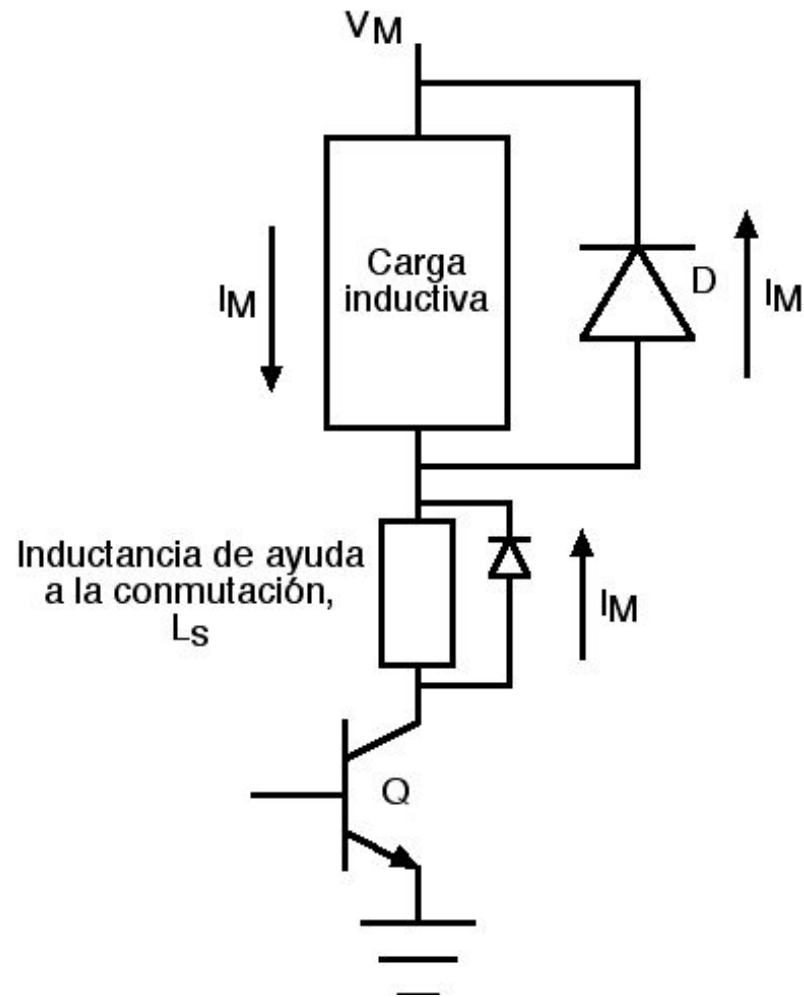 VM
Carga
inductiva
IM
D
IM
Inductancia de ayuda
a la conmutación,
Ls
IM
Q